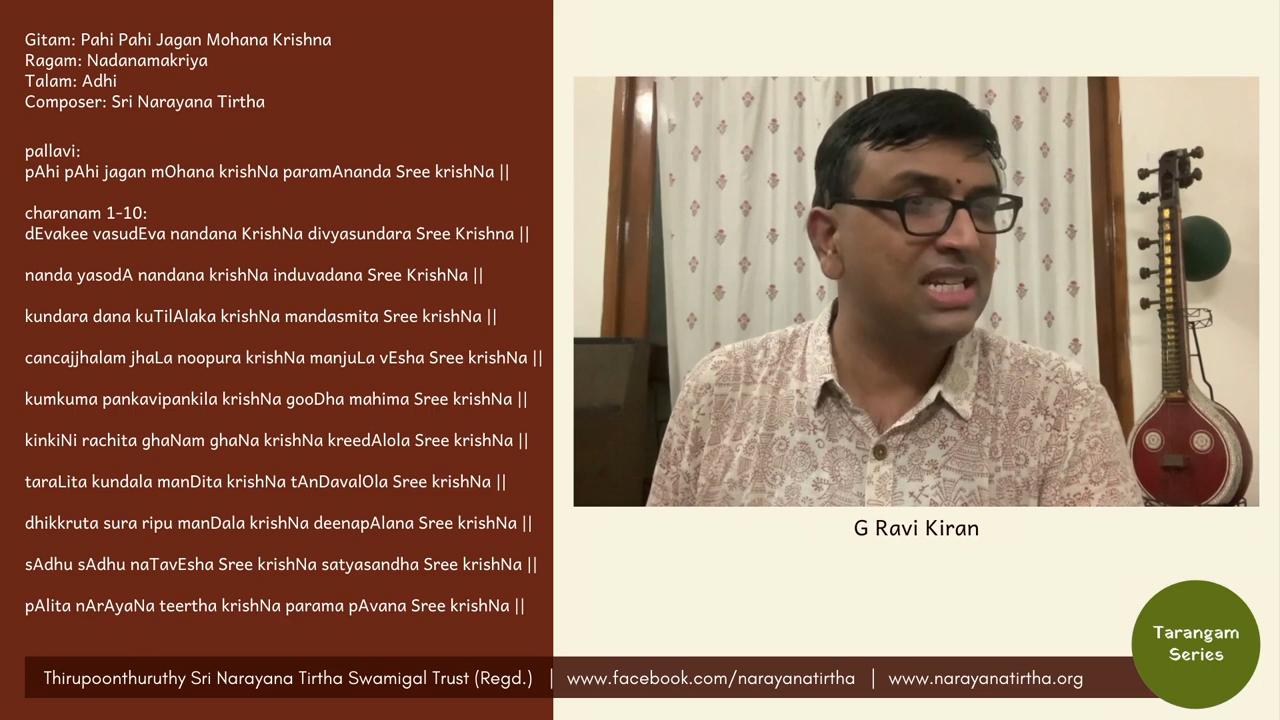 Gitam: Pahi Pahi Jagan Mohana Krishna
Ragam: Nadanamakriya
Talam: Adhi
Composer: Sri Narayana Tirtha
pallavi:
pAhi pAhi jagan mOhana krishNa paramAnanda Sree krishNa ||
charanam 1-10:
dEvakee vasudEva nandana KrishNa divyasundara Sree Krishna ||
nanda yasodA nandana krishNa induvadana Sree KrishNa ||
kundara dana kuTilAlaka krishNa mandasmita Sree krishNa ||
cancajjhalam jhaLa noopura krishNa manjuLa vEsha Sree krishNa ||
kumkuma pankavipankila krishNa gooDha mahima Sree krishNa ||
kinkiNi rachita ghaNam ghaNa krishNa kreedAlola Sree krishNa ||
taraLita kundala manDita krishNa tAnDavalOla Sree krishNa ||
dhikkruta sura ripu manDala krishNa deenapAlana Sree krishNa ||
sAdhu sAdhu naTavEsha Sree krishNa satyasandha Sree krishNa ||
pAlita nArAyaNa teertha krishNa parama pAvana Sree krishNa ||
G Ravi Kiran
Tarangam
Series
Thirupoonthuruthy Sri Narayana Tirtha Swamigal Trust (Regd.) | www.facebook.com/narayanatirtha | www.narayanatirtha.org